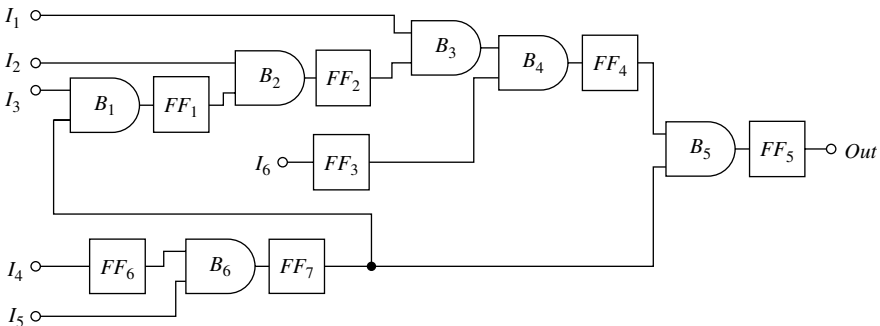 I₁
B₃
I₂
B₂
FF₂
B₄
FF₄
I₃
B₁
FF₁
I₆
FF₃
B₅
FF₅
Out
I₄
FF₆
B₆
FF₇
I₅